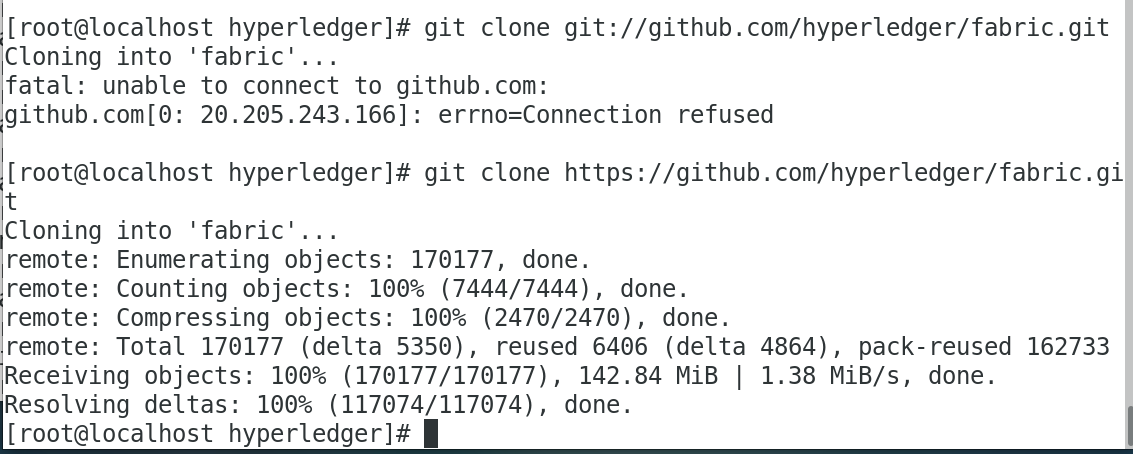 [root@localhost hyperledger]# git clone git://github.com/hyperledger/fabric.git
Cloning into 'fabric'...
fatal: unable to connect to github.com:
github.com[0: 20.205.243.166]: errno=Connection refused
[root@localhost hyperledger]# git clone https://github.com/hyperledger/fabric.gi
t
Cloning into 'fabric'...
remote: Enumerating objects: 170177, done.
remote: Counting objects: 100% (7444/7444), done.
remote: Compressing objects: 100% (2470/2470), done.
remote: Total 170177 (delta 5350), reused 6406 (delta 4864), pack-reused 162733
Receiving objects: 100% (170177/170177), 142.84 MiB | 1.38 MiB/s, done.
Resolving deltas: 100% (117074/117074), done.
[root@localhost hyperledger]#